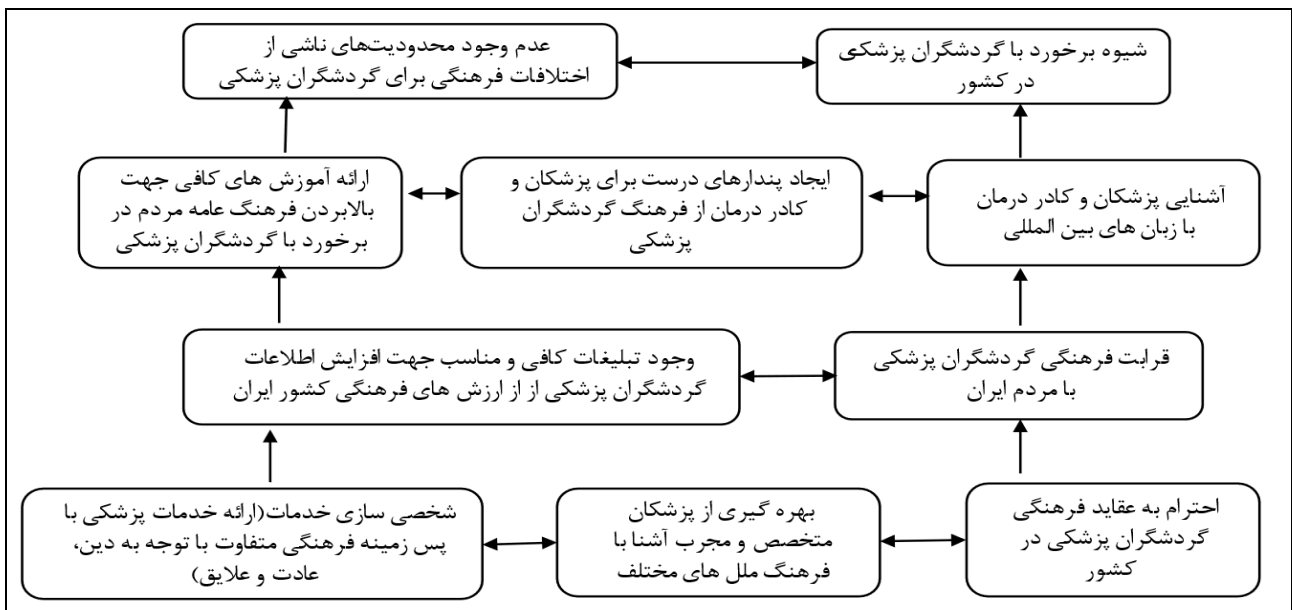 شیوه برخورد با گردشگران پزشکی
در کشور
عدم وجود محدودیت‌های ناشی از
اختلافات فرهنگی برای گردشگران پزشکی
آشنایی پزشکان و کادر درمان
با زبان های بین المللی
ایجاد پندارهای درست برای پزشکان و
کادر درمان از فرهنگ گردشگران
پزشکی
ارائه آموزش های کافی جهت
بالابردن فرهنگ عامه مردم در
برخورد با گردشگران پزشکی
قرابت فرهنگی گردشگران پزشکی
با مردم ایران
وجود تبلیغات کافی و مناسب جهت افزایش اطلاعات
گردشگران پزشکی از از ارزش های فرهنگی کشور ایران
احترام به عقاید فرهنگی
گردشگران پزشکی در
کشور
بهره گیری از پزشکان
متخصص و مجرب آشنا با
فرهنگ ملل های مختلف
شخصی سازی خدمات(ارائه خدمات پزشکی با
پس زمینه فرهنگی متفاوت با توجه به دین،
عادت و علایق)